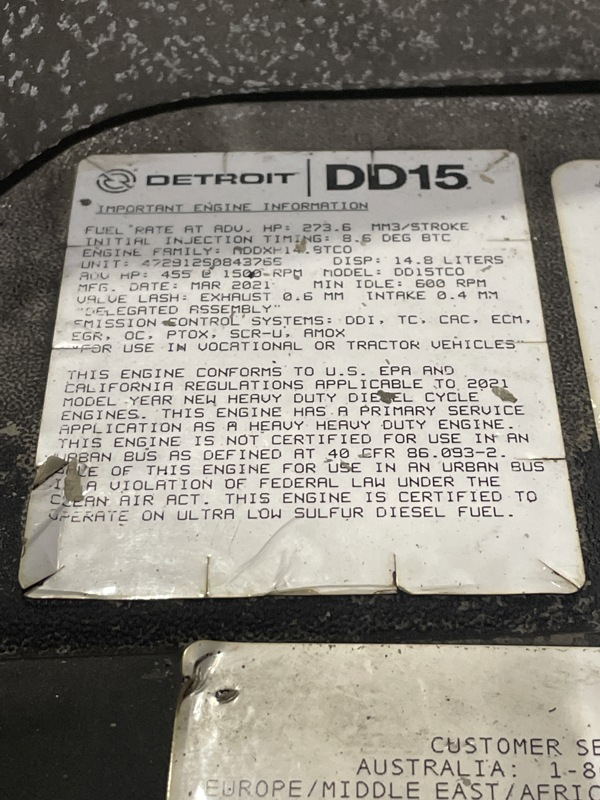 DETROIT DD15
IMPORTANT ENGINE INFORMATION
FUEL RATE AT ADV. HP: 273.6 MM3/STROKE
INITIAL INJECTION TIMING: 8.6 DEG BTC
ENGINE FAMILY:
UNIT: 472912S0843765 DISP: 14.8 LITERS
ADV HP: 455 @ 1500-RPM MODEL: DD15TCO
MFG. DATE: MAR 2021 MIN IDLE: 600 RPM
VALVE LASH: EXHAUST 0.6 MM INTAKE 0.4 MM
"DELEGATED ASSEMBLY"
EMISSION CONTROL SYSTEMS: DDI, TC, CAC, ECM,
EGR, OC, PTOX, SCR-U, AMOX
"FOR USE IN VOCATIONAL OR TRACTOR VEHICLES"
THIS ENGINE CONFORMS TO U.S. EPA AND
CALIFORNIA REGULATIONS APPLICABLE TO 2021
MODEL YEAR NEW HEAVY DUTY DIESEL CYCLE
ENGINES. THIS ENGINE HAS A PRIMARY SERVICE
APPLICATION AS A HEAVY HEAVY DUTY ENGINE.
THIS ENGINE IS NOT CERTIFIED FOR USE IN AN
URBAN BUS AS DEFINED AT 40 CFR 86.093-2.
OF THIS ENGINE FOR USE IN AN URBAN BUS
IS A VIOLATION OF FEDERAL LAW UNDER THE
CLEAN AIR ACT. THIS ENGINE IS CERTIFIED TO
OPERATE ON ULTRA LOW SULFUR DIESEL FUEL.
CUSTOMER SE
AUSTRALIA: 1-8
EUROPE/MIDDLE EAST/AFRIC